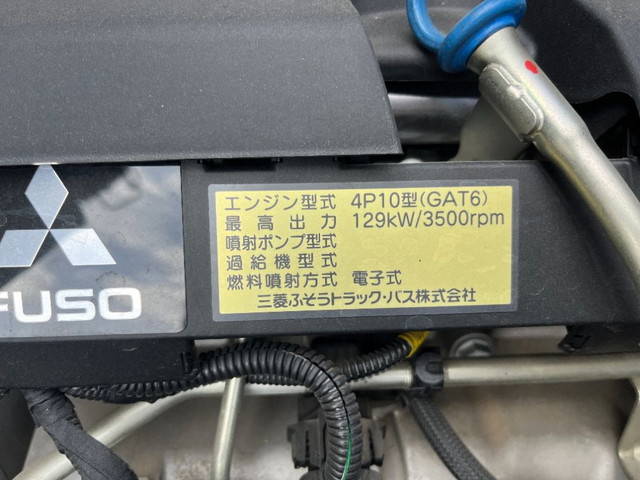 エンジン型式 4P10型(GAT6)
最高出力 129kW/3500rpm
噴射ポンプ型式
過給機型式
燃料噴射方式 電子式
三菱ふそうトラック・バス株式会社
FUSO